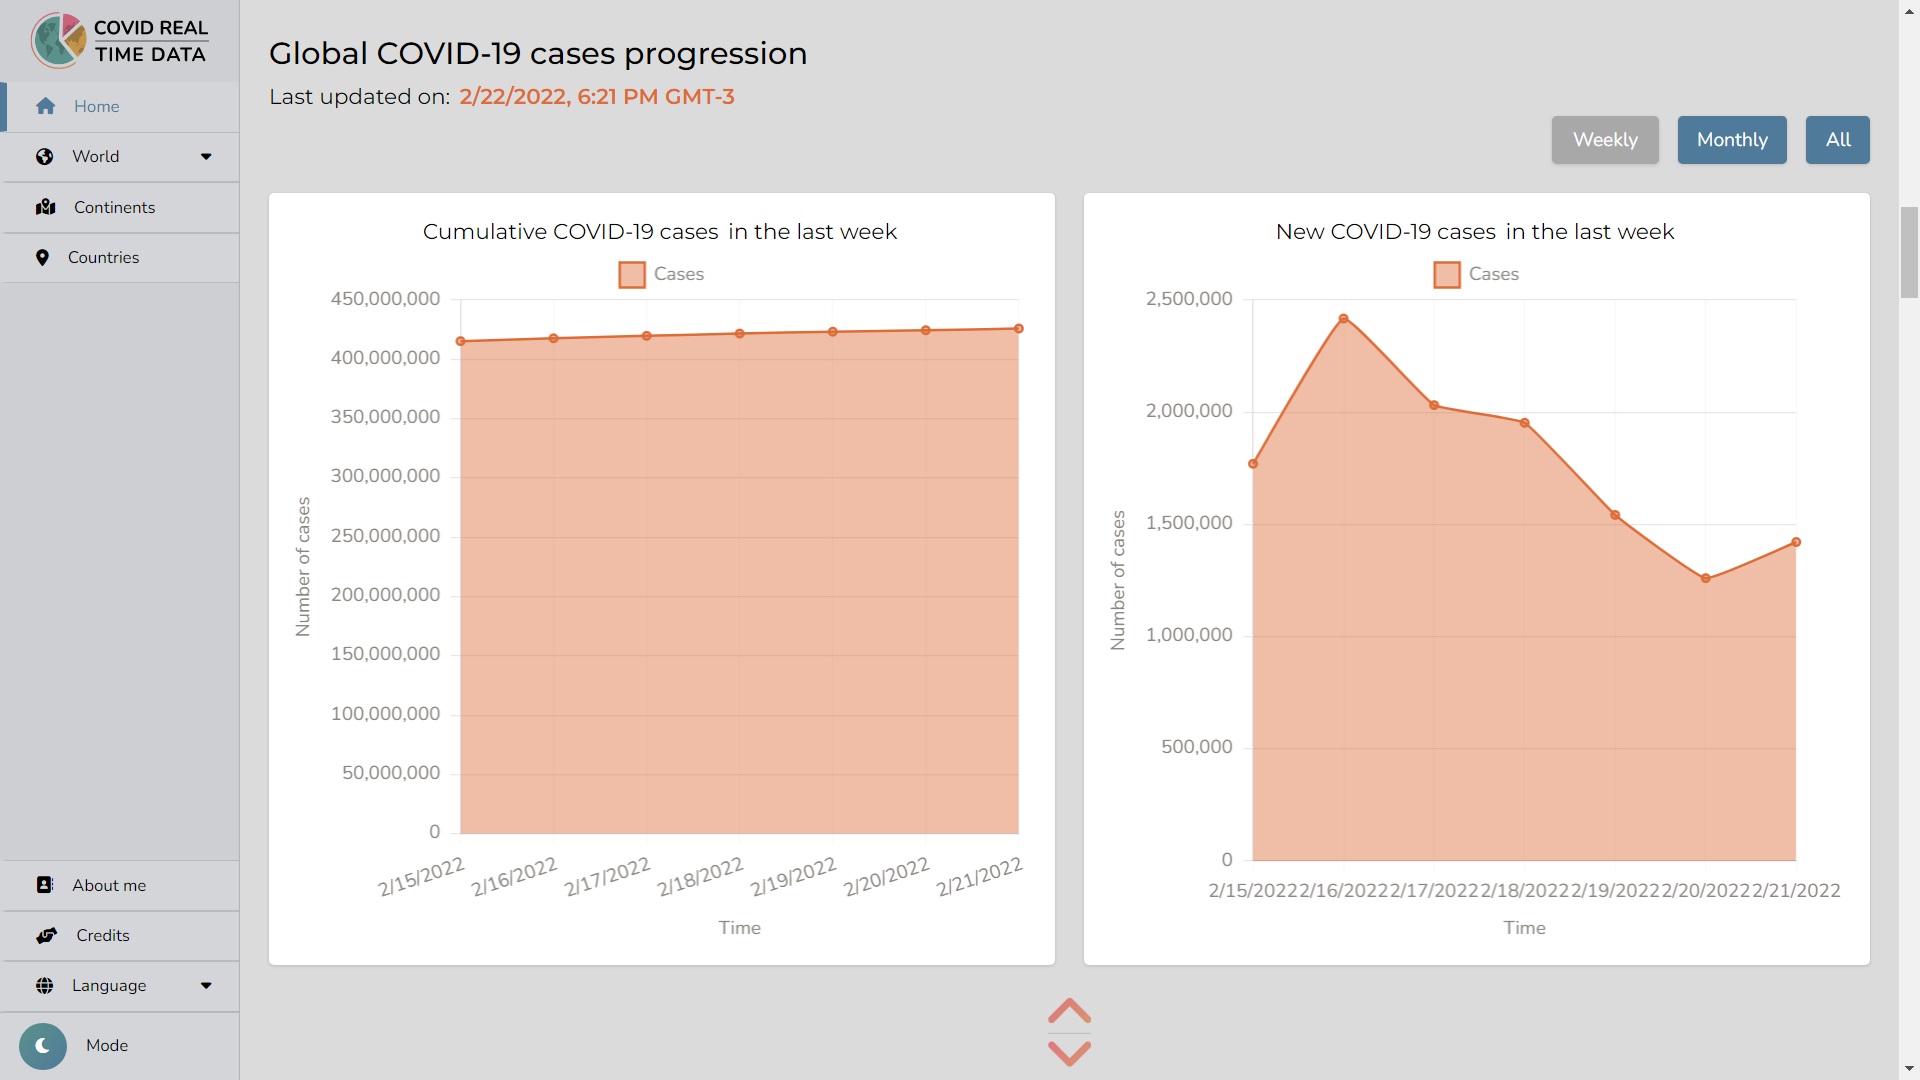 COVID REAL
TIME DATA
Home
World
Continents
Countries
About me
Credits
Language
Mode
Global COVID-19 cases progression
Last updated on: 2/22/2022, 6:21 PM GMT-3
Weekly Monthly All
Cumulative COVID-19 cases in the last week
Cases
450,000,000
400,000,000
350,000,000
300,000,000
250,000,000
200,000,000
150,000,000
100,000,000
50,000,000
0
Number of cases
2/15/2022 2/16/2022 2/17/2022 2/18/2022 2/19/2022 2/20/2022 2/21/2022
Time
New COVID-19 cases in the last week
Cases
2,500,000
2,000,000
1,500,000
1,000,000
500,000
0
Number of cases
2/15/2022 2/16/2022 2/17/2022 2/18/2022 2/19/2022 2/20/2022 2/21/2022
Time